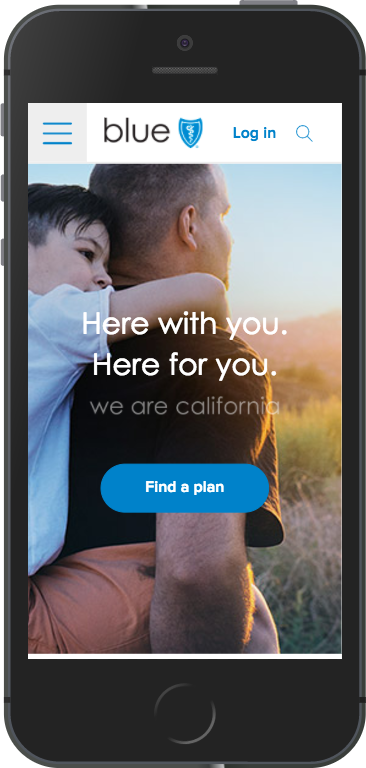 blue
Log in
Here with you.
Here for you.
we are california
Find a plan